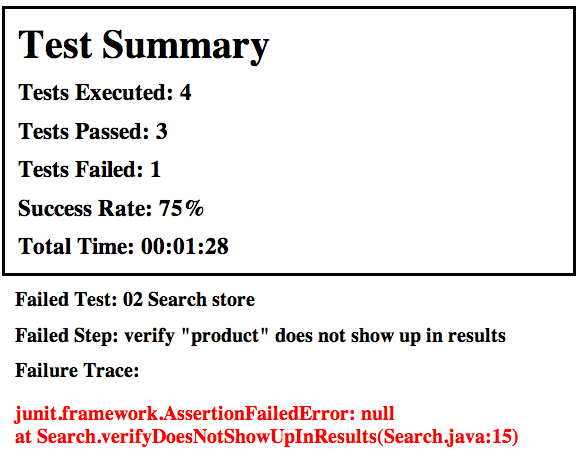 Test Summary
Tests Executed: 4
Tests Passed: 3
Tests Failed: 1
Success Rate: 75%
Total Time: 00:01:28
Failed Test: 02 Search store
Failed Step: verify "product" does not show up in results
Failure Trace:
junit.framework.AssertionFailedError: null
at Search.verifyDoesNotShowUpInResults(Search.java:15)